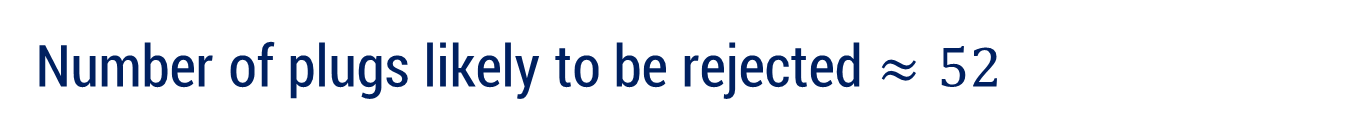 Number of plugs likely to be rejected ≈ 52